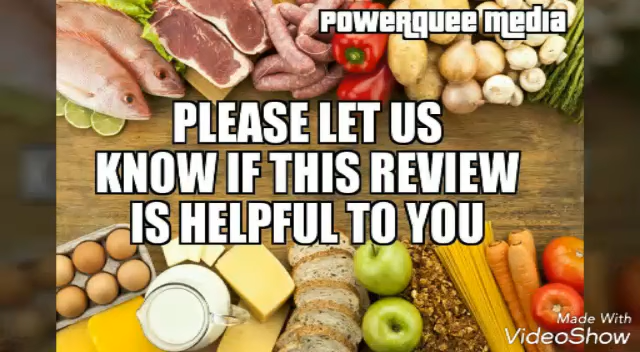 POWERQUEE MEDIA
PLEASE LET US
KNOW IF THIS REVIEW
IS HELPFUL TO YOU
Made With
VideoShow